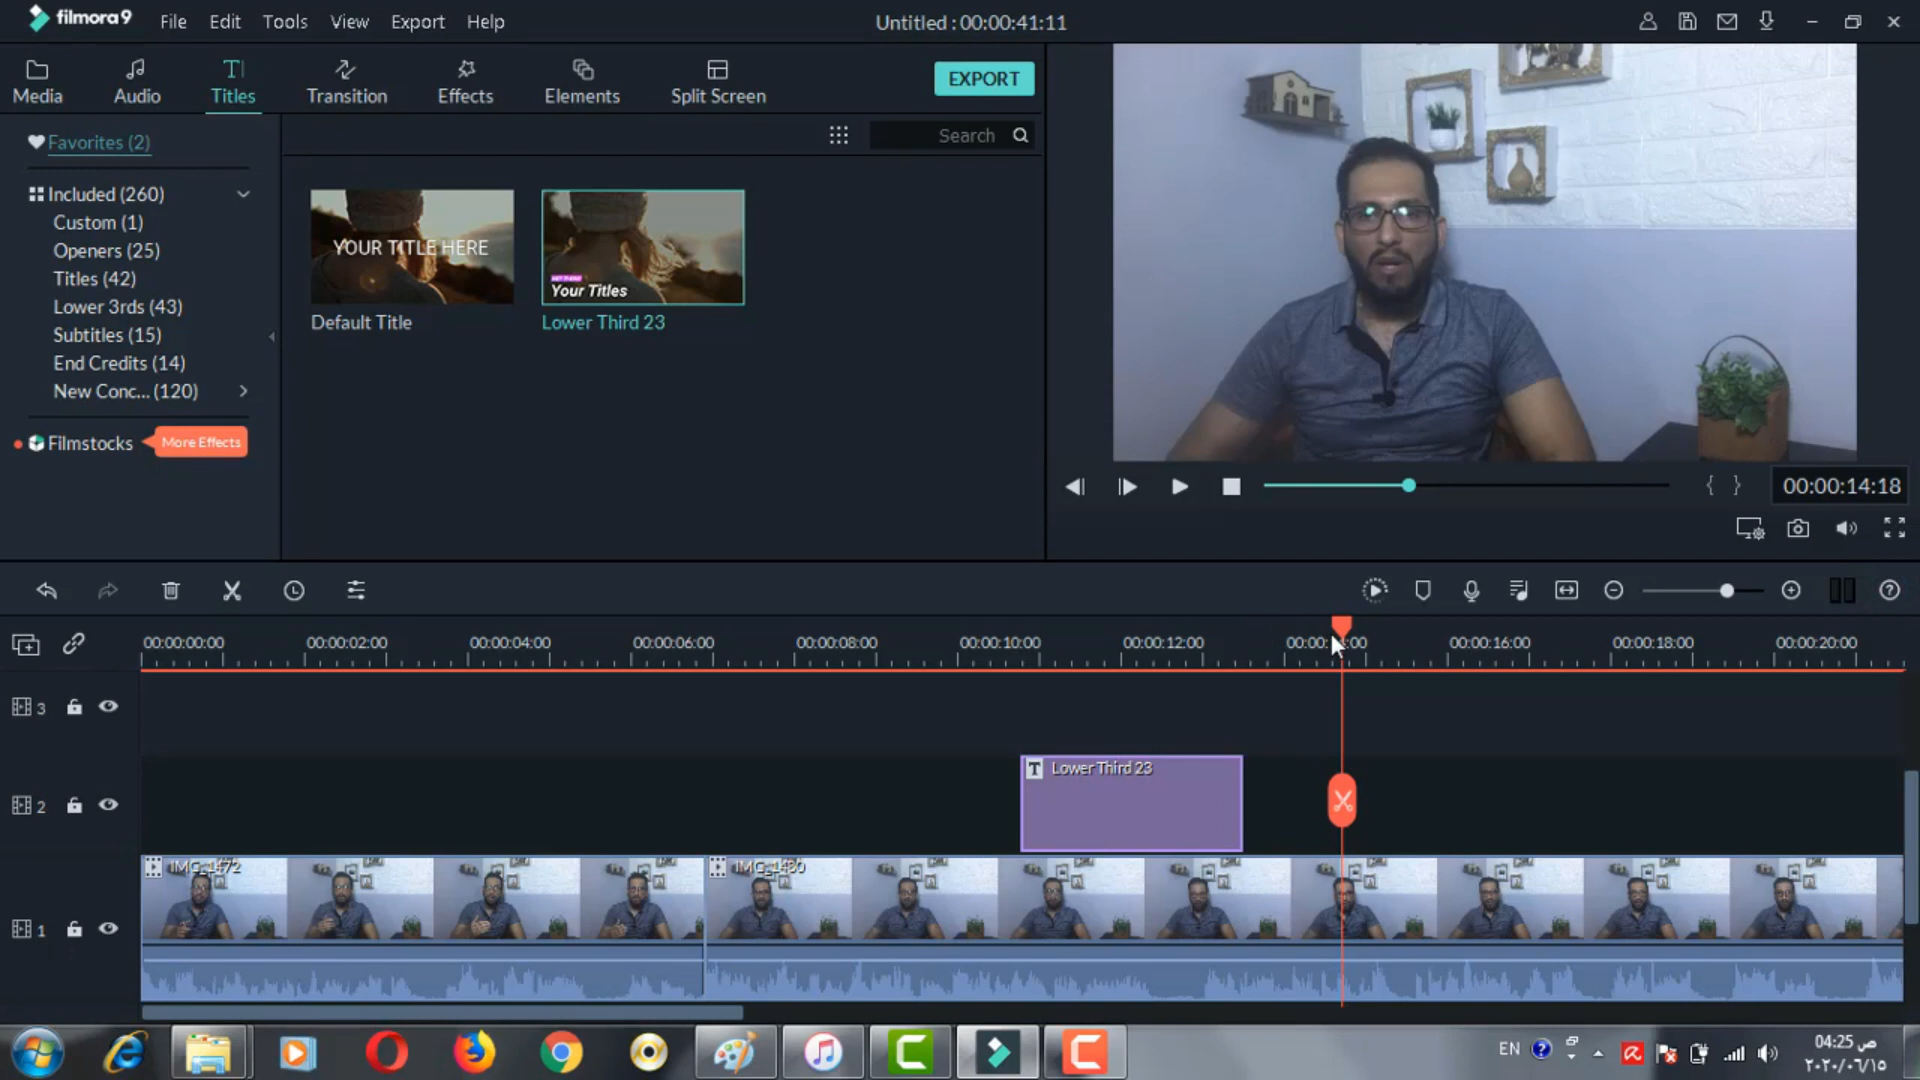 filmora9
File Edit Tools View Export Help
Untitled : 00:00:41:11
Media
Audio
Titles
Transition
Effects
Elements
Split Screen
EXPORT
Favorites (2)
Search
Included (260)
Custom (1)
Openers (25)
Titles (42)
Lower 3rds (43)
Subtitles (15)
End Credits (14)
New Conc... (120)
Filmstocks
More Effects
YOUR TITLE HERE
Default Title
Your Titles
Lower Third 23
{ }
00:00:14:18
00:00:00:00
00:00:02:00
00:00:04:00
00:00:06:00
00:00:08:00
00:00:10:00
00:00:12:00
00:00:16:00
00:00:18:00
00:00:20:00
3
2
T Lower Third 23
1
IMG_1472
EN
04:25 ص
٢٠٢٠/٠٦/١٥